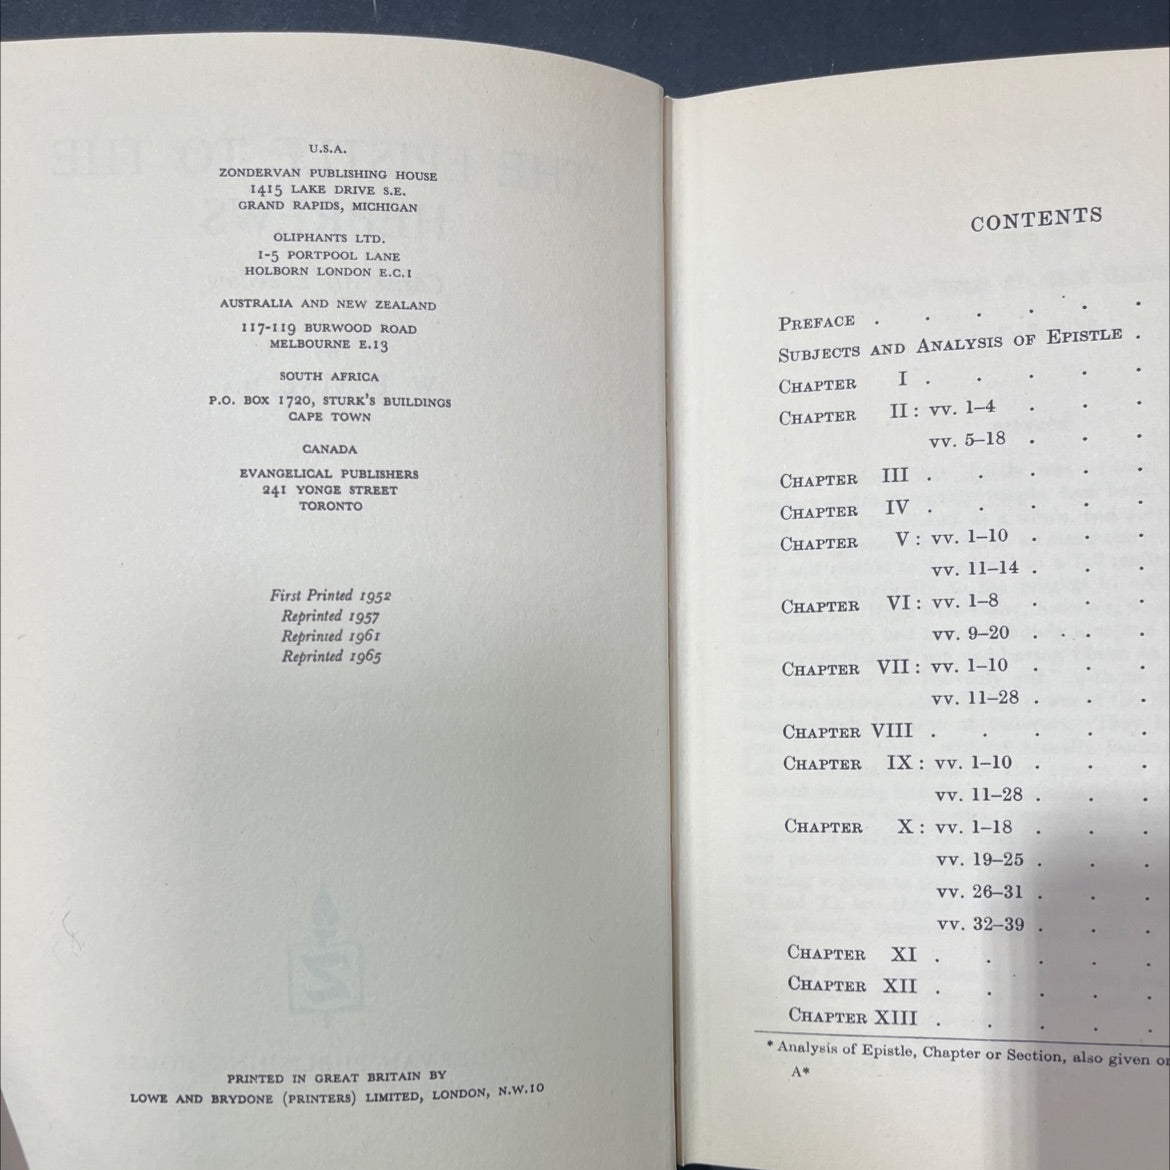 U.S.A.
ZONDERVAN PUBLISHING HOUSE
1415 LAKE DRIVE S.E.
GRAND RAPIDS, MICHIGAN
OLIPHANTS LTD.
1-5 PORTPOOL LANE
HOLBORN LONDON E.C.1
AUSTRALIA AND NEW ZEALAND
117-119 BURWOOD ROAD
MELBOURNE E.13
SOUTH AFRICA
P.O. BOX 1720, STURK'S BUILDINGS
CAPE TOWN
CANADA
EVANGELICAL PUBLISHERS
241 YONGE STREET
TORONTO
First Printed 1952
Reprinted 1957
Reprinted 1961
Reprinted 1965
PRINTED IN GREAT BRITAIN BY
LOWE AND BRYDONE (PRINTERS) LIMITED, LONDON, N.W.10
CONTENTS
PREFACE . . . . . .
SUBJECTS AND ANALYSIS OF EPISTLE .
CHAPTER I . . . . .
CHAPTER II: vv. 1–4 . . .
vv. 5–18 . . .
CHAPTER III . . . . .
CHAPTER IV . . . . .
CHAPTER V: vv. 1–10 . . .
vv. 11–14 . . .
CHAPTER VI: vv. 1–8 . . .
vv. 9–20 . . . .
CHAPTER VII: vv. 1–10 . . .
vv. 11–28 . . .
CHAPTER VIII . . . . .
CHAPTER IX: vv. 1–10 . . .
vv. 11–28 . . .
CHAPTER X: vv. 1–18 . . .
vv. 19–25 . . .
vv. 26–31 . . .
vv. 32–39 . . .
CHAPTER XI . . . . .
CHAPTER XII . . . . .
CHAPTER XIII . . . . .
* Analysis of Epistle, Chapter or Section, also given
A*